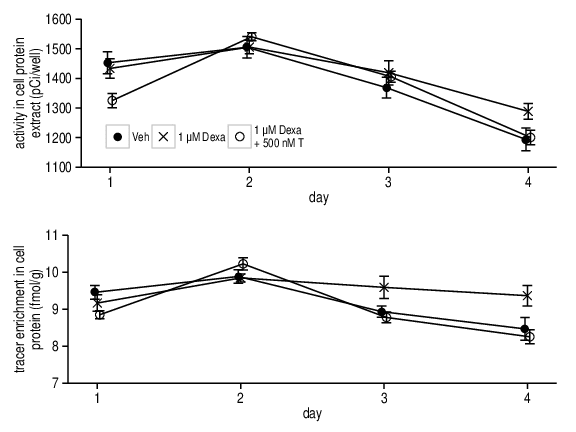 1600
1500
1400
1300
1200
1100
activity in cell protein
extract (pCi/well)
Veh
1 µM Dexa
1 µM Dexa
+ 500 nM T
1 2 3 4
day
11
10
9
8
7
tracer enrichment in cell
protein (fmol/g)
1 2 3 4
day